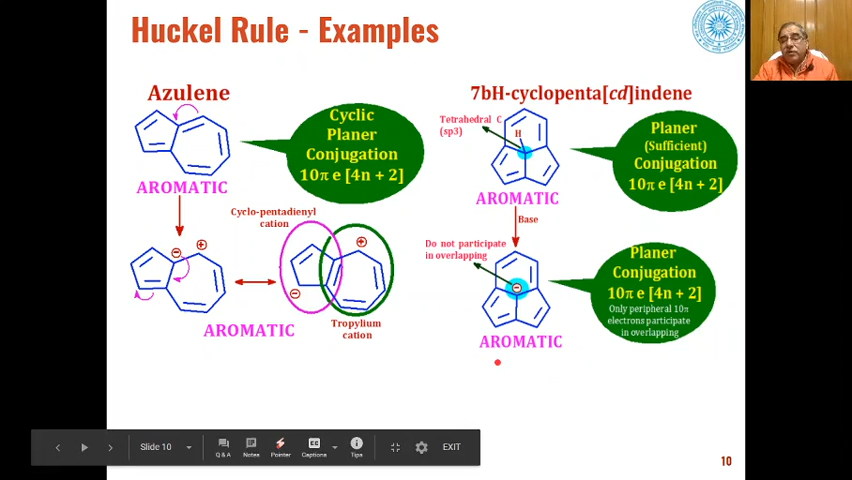 Huckel Rule - Examples
Azulene
Cyclic
Planer
Conjugation
10π e [4n + 2)
AROMATIC
Cyclo-pentadienyl
cation
Tropylium
cation
AROMATIC
7bH-cyclopenta[cd]indene
Tetrahedral C
(sp3)
H
Planer
(Sufficient)
Conjugation
10π e [4n + 2]
AROMATIC
Base
Do not participate
in overlapping
Planer
Conjugation
10π e [4n + 2]
Only peripheral 10π
electrons participate
in overlapping
AROMATIC
Slide 10
Q & A
Notes
Pointer
Captions
Tips
EXIT
10